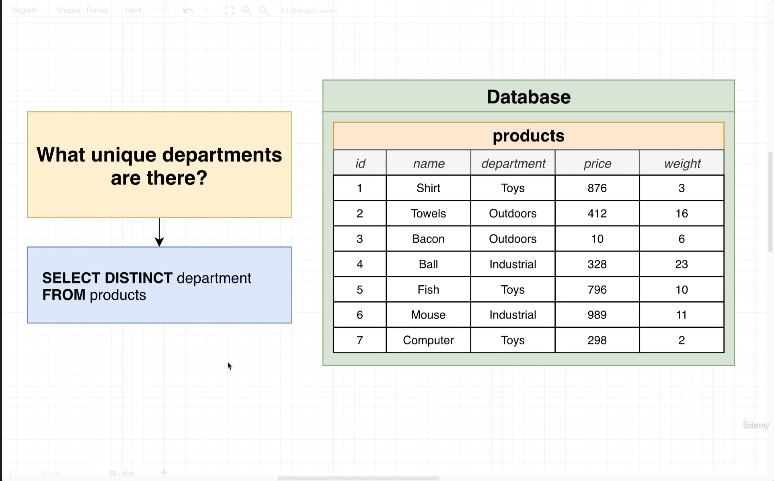 Diagram Shapes Format Insert
All changes saved
What unique departments
are there?
SELECT DISTINCT department
FROM products
Database
products
id name department price weight
1 Shirt Toys 876 3
2 Towels Outdoors 412 16
3 Bacon Outdoors 10 6
4 Ball Industrial 328 23
5 Fish Toys 796 10
6 Mouse Industrial 989 11
7 Computer Toys 298 2
Udemy